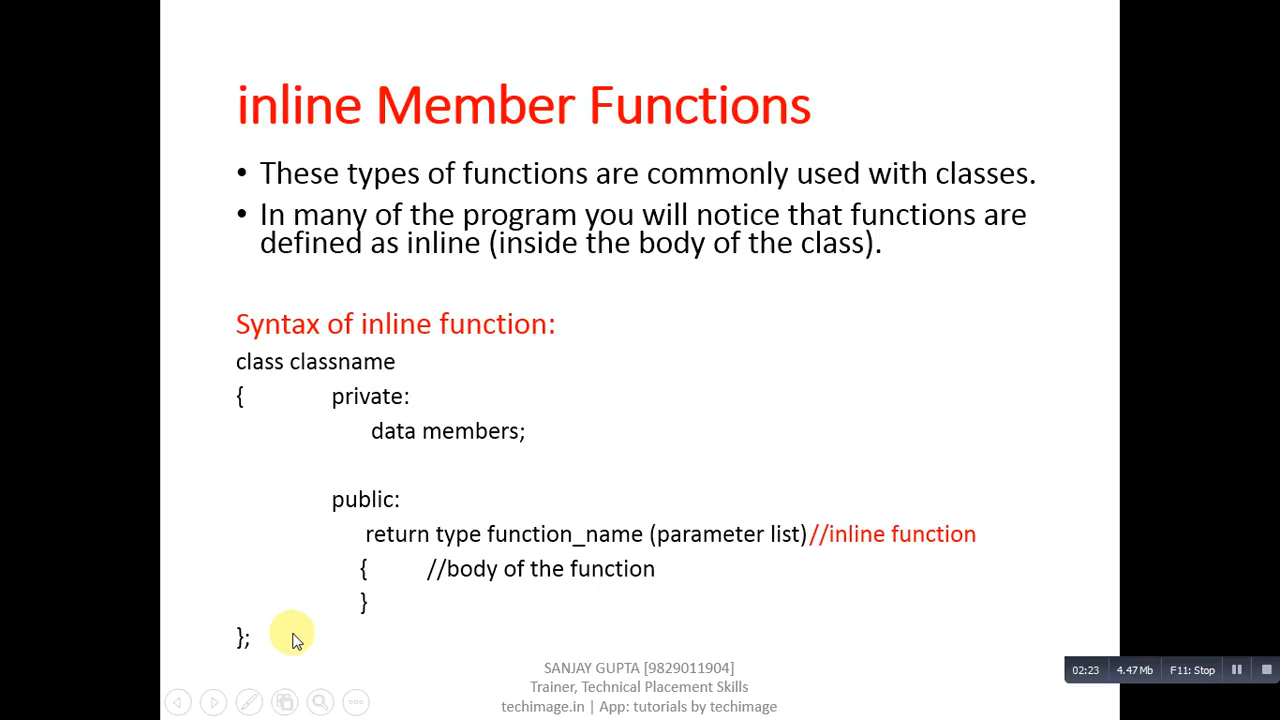 inline Member Functions
• These types of functions are commonly used with classes.
• In many of the program you will notice that functions are
defined as inline (inside the body of the class).
Syntax of inline function:
class classname
{ private:
data members;
public:
return type function_name (parameter list)//inline function
{ //body of the function
}
};
SANJAY GUPTA [9829011904]
Trainer, Technical Placement Skills
techimage.in | App: tutorials by techimage
02:23 4.47 Mb F11: Stop